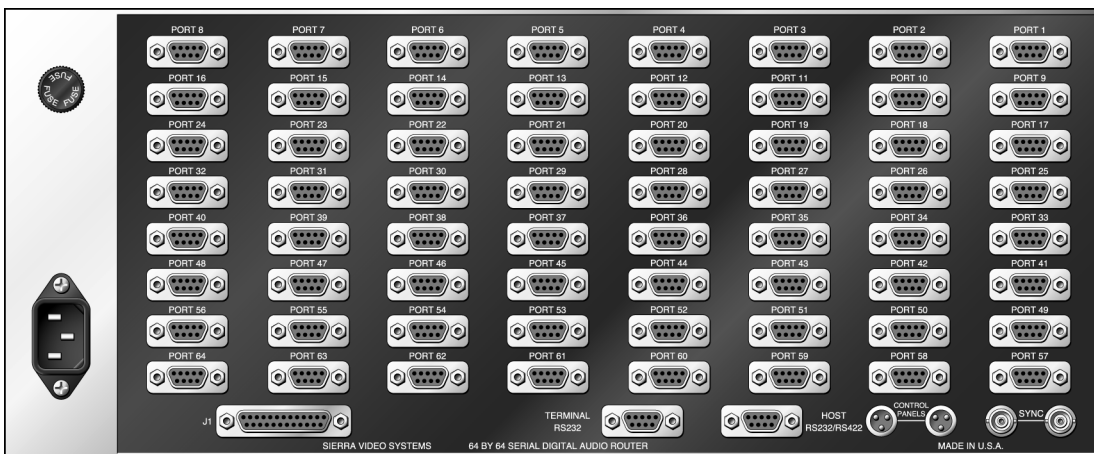 PORT 8 PORT 7 PORT 6 PORT 5 PORT 4 PORT 3 PORT 2 PORT 1
FUSE FUSE FUSE
PORT 16 PORT 15 PORT 14 PORT 13 PORT 12 PORT 11 PORT 10 PORT 9
PORT 24 PORT 23 PORT 22 PORT 21 PORT 20 PORT 19 PORT 18 PORT 17
PORT 32 PORT 31 PORT 30 PORT 29 PORT 28 PORT 27 PORT 26 PORT 25
PORT 40 PORT 39 PORT 38 PORT 37 PORT 36 PORT 35 PORT 34 PORT 33
PORT 48 PORT 47 PORT 46 PORT 45 PORT 44 PORT 43 PORT 42 PORT 41
PORT 56 PORT 55 PORT 54 PORT 53 PORT 52 PORT 51 PORT 50 PORT 49
PORT 64 PORT 63 PORT 62 PORT 61 PORT 60 PORT 59 PORT 58 PORT 57
J1
TERMINAL
RS232
HOST
RS232/RS422
CONTROL
PANELS
SYNC
SIERRA VIDEO SYSTEMS 64 BY 64 SERIAL DIGITAL AUDIO ROUTER MADE IN U.S.A.